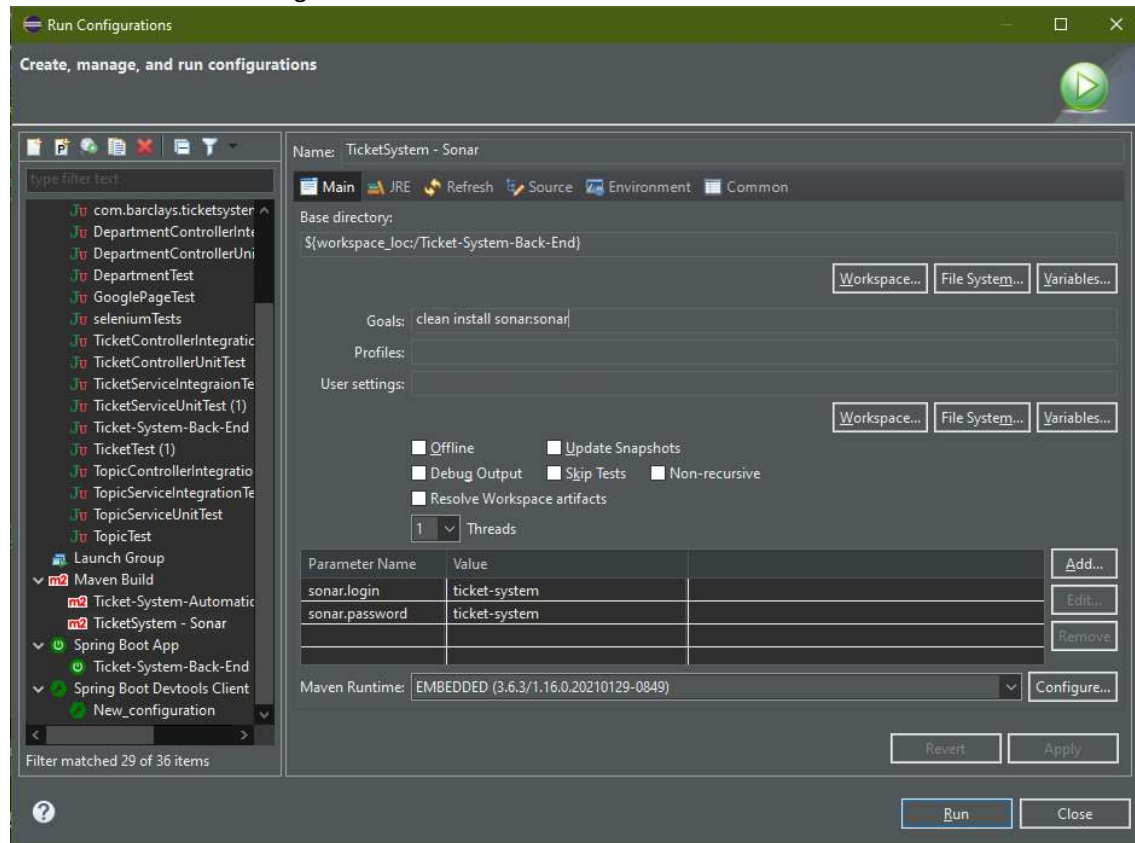 Run Configurations
Create, manage, and run configurations
type filter text
com.barclays.ticketsyster
DepartmentControllerInte
DepartmentControllerUni
DepartmentTest
GooglePageTest
seleniumTests
TicketControllerIntegratic
TicketControllerUnitTest
TicketServiceIntegraionTe
TicketServiceUnitTest (1)
Ticket-System-Back-End
TicketTest (1)
TopicControllerIntegratio
TopicServiceIntegrationTe
TopicServiceUnitTest
TopicTest
Launch Group
Maven Build
Ticket-System-Automatic
TicketSystem - Sonar
Spring Boot App
Ticket-System-Back-End
Spring Boot Devtools Client
New_configuration
Filter matched 29 of 36 items
Name: TicketSystem - Sonar
Main JRE Refresh Source Environment Common
Base directory:
${workspace_loc:/Ticket-System-Back-End}
Workspace... File System... Variables...
Goals: clean install sonar:sonar
Profiles:
User settings:
Workspace... File System... Variables...
Offline Update Snapshots
Debug Output Skip Tests Non-recursive
Resolve Workspace artifacts
1 Threads
Parameter Name Value Add...
sonar.login ticket-system
Edit...
sonar.password ticket-system
Remove
Maven Runtime: EMBEDDED (3.6.3/1.16.0.20210129-0849) Configure...
Revert Apply
Run Close